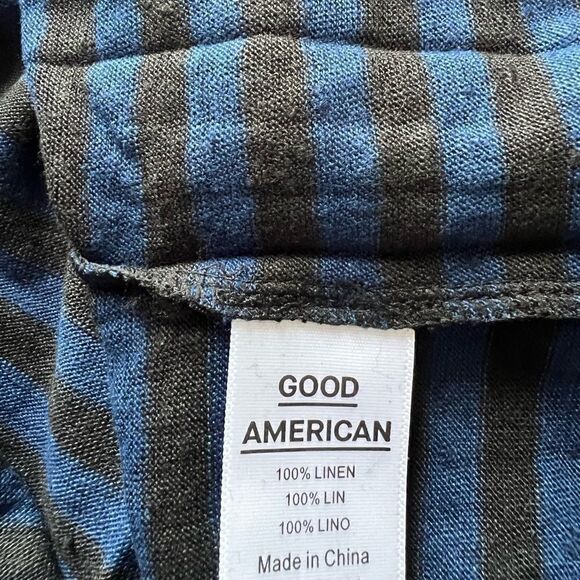 GOOD
AMERICAN
100% LINEN
100% LIN
100% LINO
Made in China